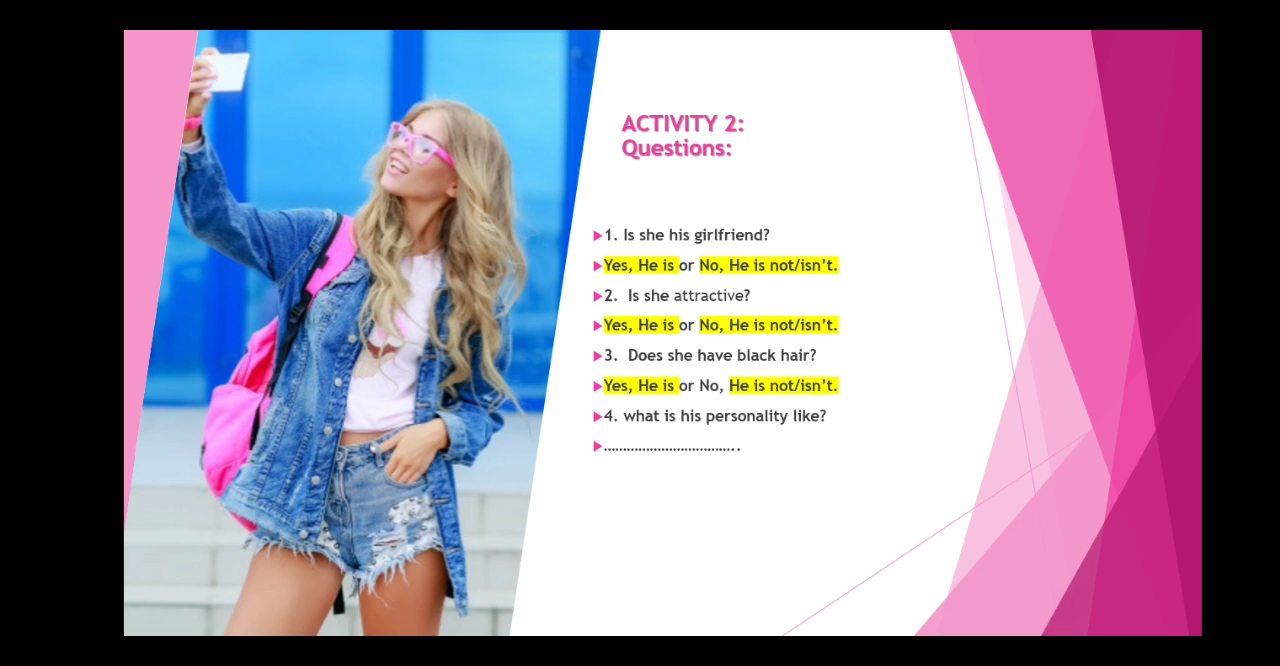 ACTIVITY 2:
Questions:
1. Is she his girlfriend?
Yes, He is or No, He is not/isn’t.
2. Is she attractive?
Yes, He is or No, He is not/isn’t.
3. Does she have black hair?
Yes, He is or No, He is not/isn’t.
4. what is his personality like?
……………………………..